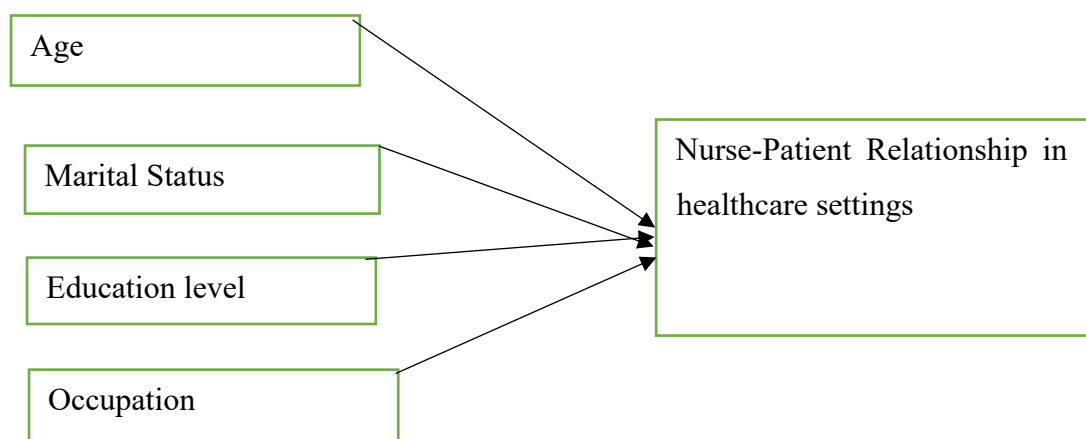 Age
Marital Status
Education level
Occupation
Nurse-Patient Relationship in
healthcare settings